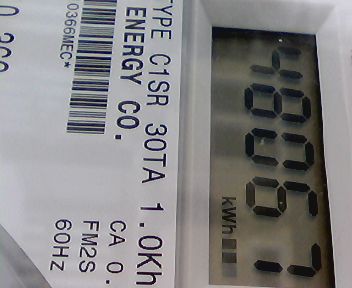 kWh
TYPE C1SR 30TA 1.0Kh
ENERGY CO.
CA 0.
FM2S
60HZ
0366MEC*